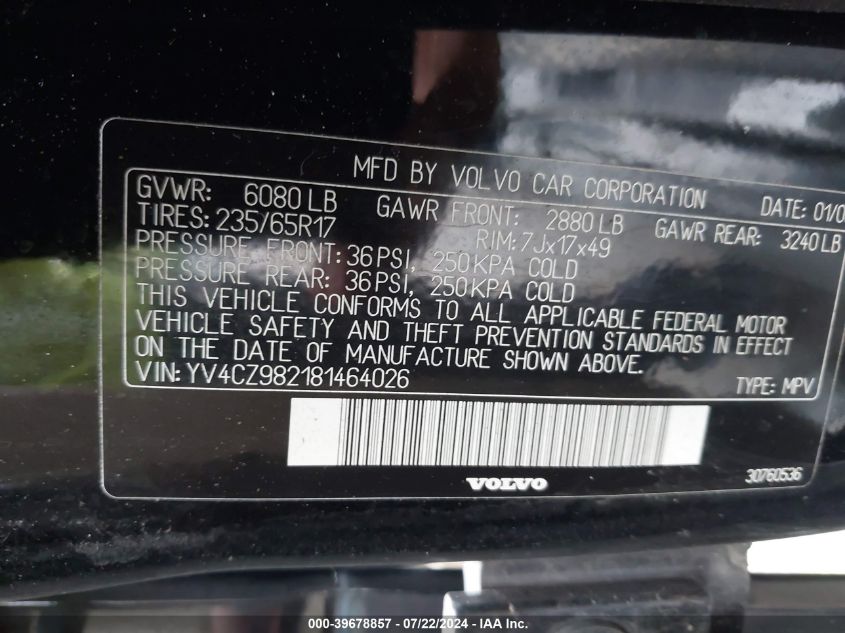 MFD BY VOLVO CAR CORPORATION DATE: 01/0
GVWR: 6080 LB GAWR FRONT: 2880 LB GAWR REAR: 3240 LB
TIRES: 235/65R17 RIM: 7Jx17x49
PRESSURE FRONT: 36 PSI, 250 KPA COLD
PRESSURE REAR: 36 PSI, 250 KPA COLD
THIS VEHICLE CONFORMS TO ALL APPLICABLE FEDERAL MOTOR
VEHICLE SAFETY AND THEFT PREVENTION STANDARDS IN EFFECT
ON THE DATE OF MANUFACTURE SHOWN ABOVE.
VIN: YV4CZ982181464026 TYPE: MPV
VOLVO 30760536
000-39678857 / 07/22/2024 / IAA